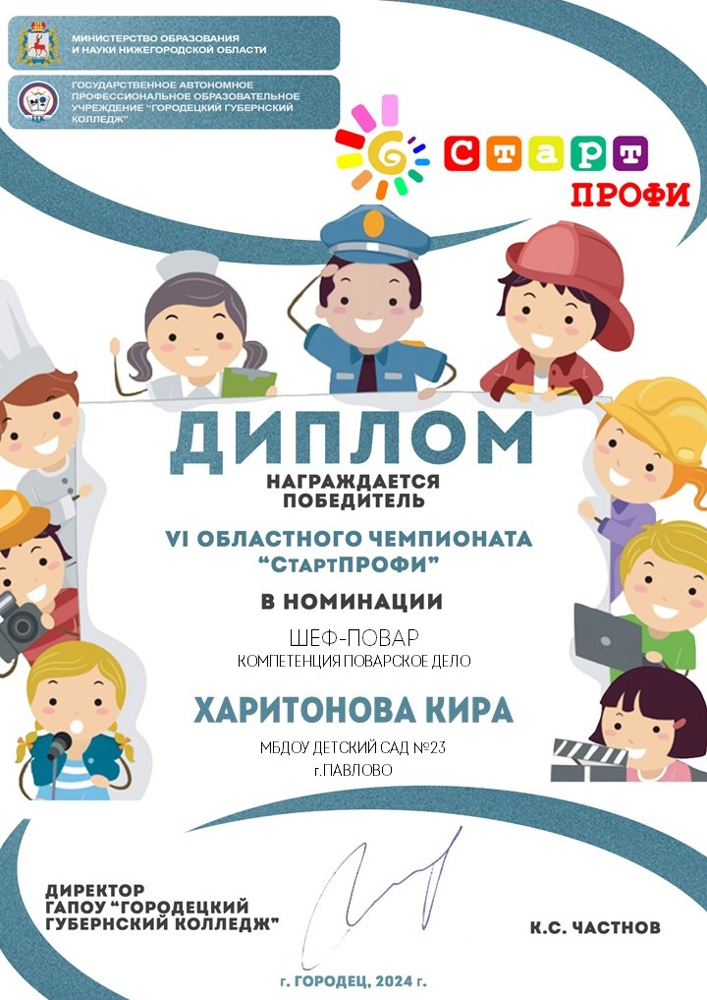 МИНИСТЕРСТВО ОБРАЗОВАНИЯ
И НАУКИ НИЖЕГОРОДСКОЙ ОБЛАСТИ
ГОСУДАРСТВЕННОЕ АВТОНОМНОЕ
ПРОФЕССИОНАЛЬНОЕ ОБРАЗОВАТЕЛЬНОЕ
УЧРЕЖДЕНИЕ "ГОРОДЕЦКИЙ ГУБЕРНСКИЙ
КОЛЛЕДЖ"
Старт
ПРОФИ
ДИПЛОМ
НАГРАЖДАЕТСЯ
ПОБЕДИТЕЛЬ
VI ОБЛАСТНОГО ЧЕМПИОНАТА
"СТАРТПРОФИ"
В НОМИНАЦИИ
ШЕФ-ПОВАР
КОМПЕТЕНЦИЯ ПОВАРСКОЕ ДЕЛО
ХАРИТОНОВА КИРА
МБДОУ ДЕТСКИЙ САД №23
г.ПАВЛОВО
ДИРЕКТОР
ГАПОУ "ГОРОДЕЦКИЙ
ГУБЕРНСКИЙ КОЛЛЕДЖ"
К.С. ЧАСТНОВ
г. ГОРОДЕЦ, 2024 г.